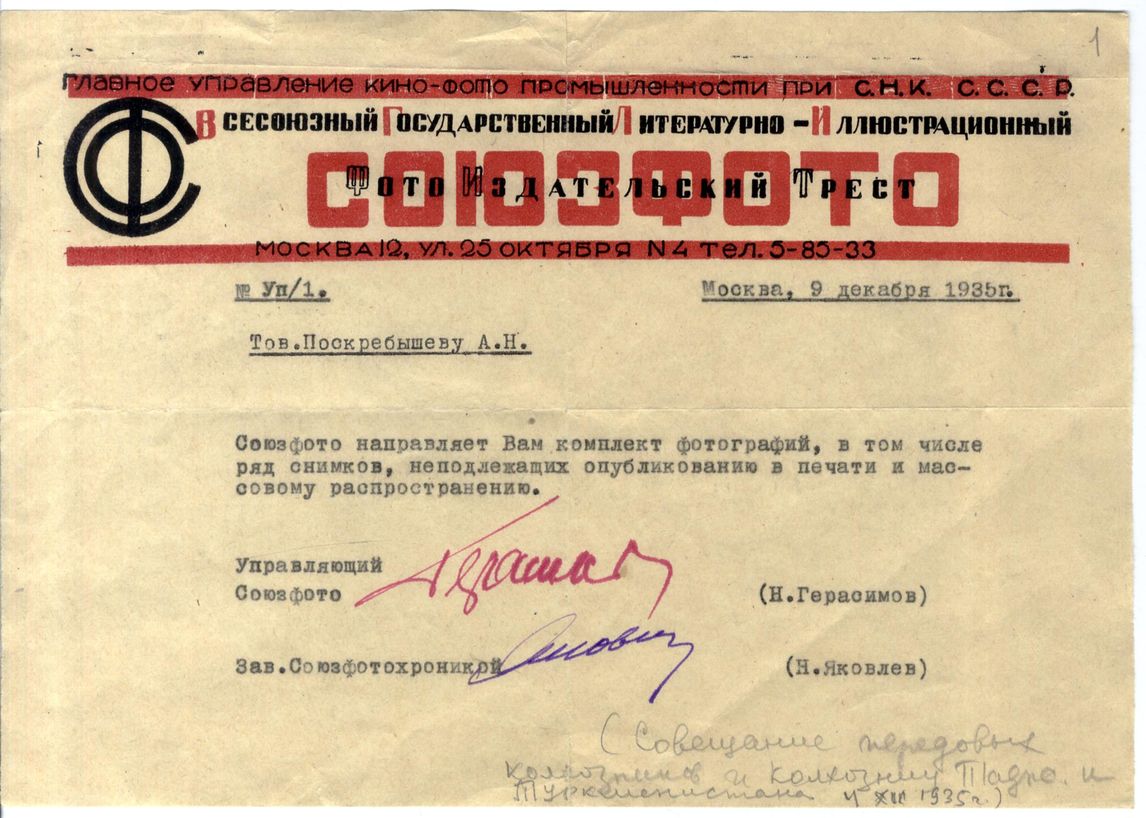 1
ГЛАВНОЕ УПРАВЛЕНИЕ КИНО-ФОТО ПРОМЫШЛЕННОСТИ ПРИ С.Н.К. С.С.С.Р.
ВСЕСОЮЗНЫЙ ГОСУДАРСТВЕННЫЙ ЛИТЕРАТУРНО-ИЛЛЮСТРАЦИОННЫЙ
ФОТО ИЗДАТЕЛЬСКИЙ ТРЕСТ
СОЮЗФОТО
МОСКВА 12, УЛ. 25 ОКТЯБРЯ N4 ТЕЛ. 5-85-33
№ Уп/1. Москва, 9 декабря 1935г.
Тов.Поскребышеву А.Н.
Союзфото направляет Вам комплект фотографий, в том числе
ряд снимков, неподлежащих опубликованию в печати и мас-
совому распространению.
Управляющий
Союзфото (Н.Герасимов)
Зав.Союзфотохроникой (Н.Яковлев)
(Совещание передовых
колхозников и колхозниц Тадж. и
Туркменистана 4 XII 1935г.)